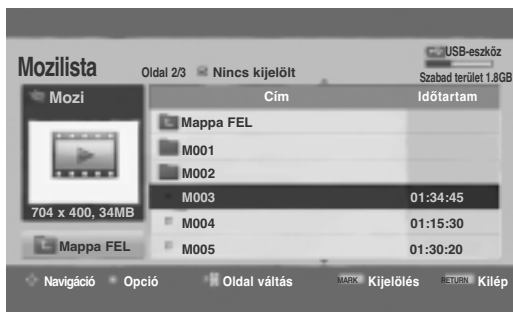 USB-eszköz
Mozilista
Oldal 2/3 Nincs kijelölt
Szabad terület 1.8GB
Mozi
Cím Időtartam
Mappa FEL
M001
M002
M003 01:34:45
704 x 400, 34MB
M004 01:15:30
Mappa FEL
M005 01:30:20
Navigáció Opció Oldal váltás MARK Kijelölés RETURN Kilép